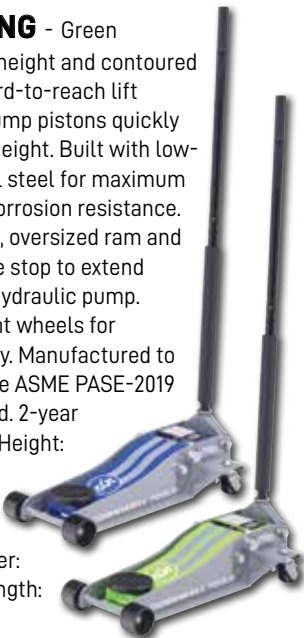 NG - Green
height and contoured
rd-to-reach lift
ump pistons quickly
eight. Built with low-
l steel for maximum
orrosion resistance.
, oversized ram and
e stop to extend
ydraulic pump.
nt wheels for
y. Manufactured to
e ASME PASE-2019
d. 2-year
Height:
er:
ngth: